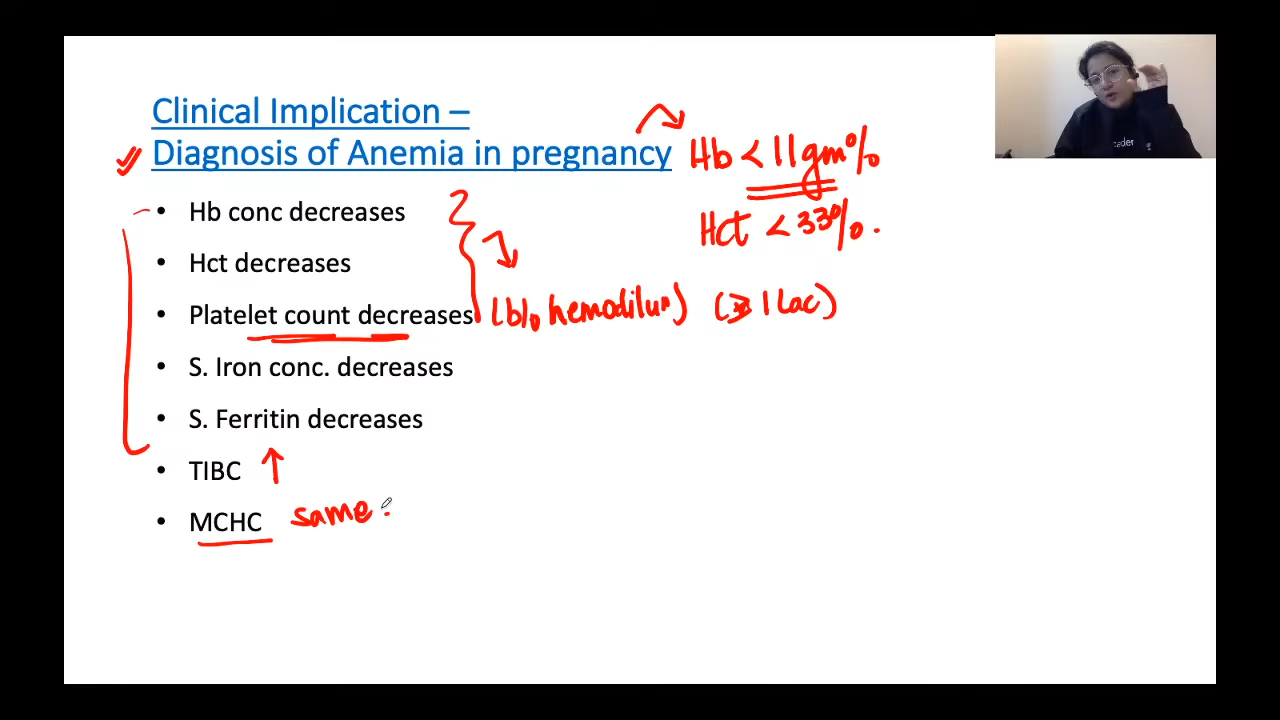 Clinical Implication –
Diagnosis of Anemia in pregnancy
Hb < 11 gm%
Hct < 33%.
• Hb conc decreases
• Hct decreases
• Platelet count decreases (b/o hemodilun) (≥ 1 lac)
• S. Iron conc. decreases
• S. Ferritin decreases
• TIBC ↑
• MCHC same
cader